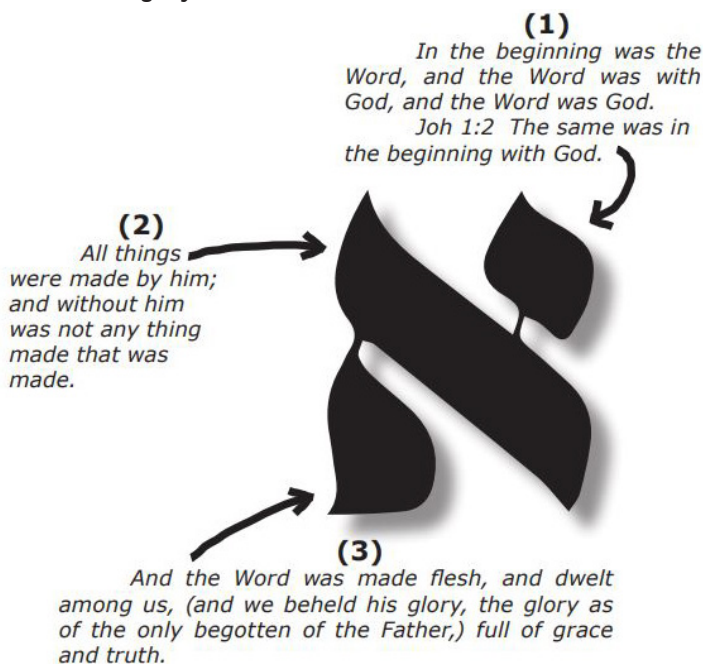 (1)
In the beginning was the
Word, and the Word was with
God, and the Word was God.
Joh 1:2 The same was in
the beginning with God.
(2)
All things
were made by him;
and without him
was not any thing
made that was
made.
א
(3)
And the Word was made flesh, and dwelt
among us, (and we beheld his glory, the glory as
of the only begotten of the Father,) full of grace
and truth.